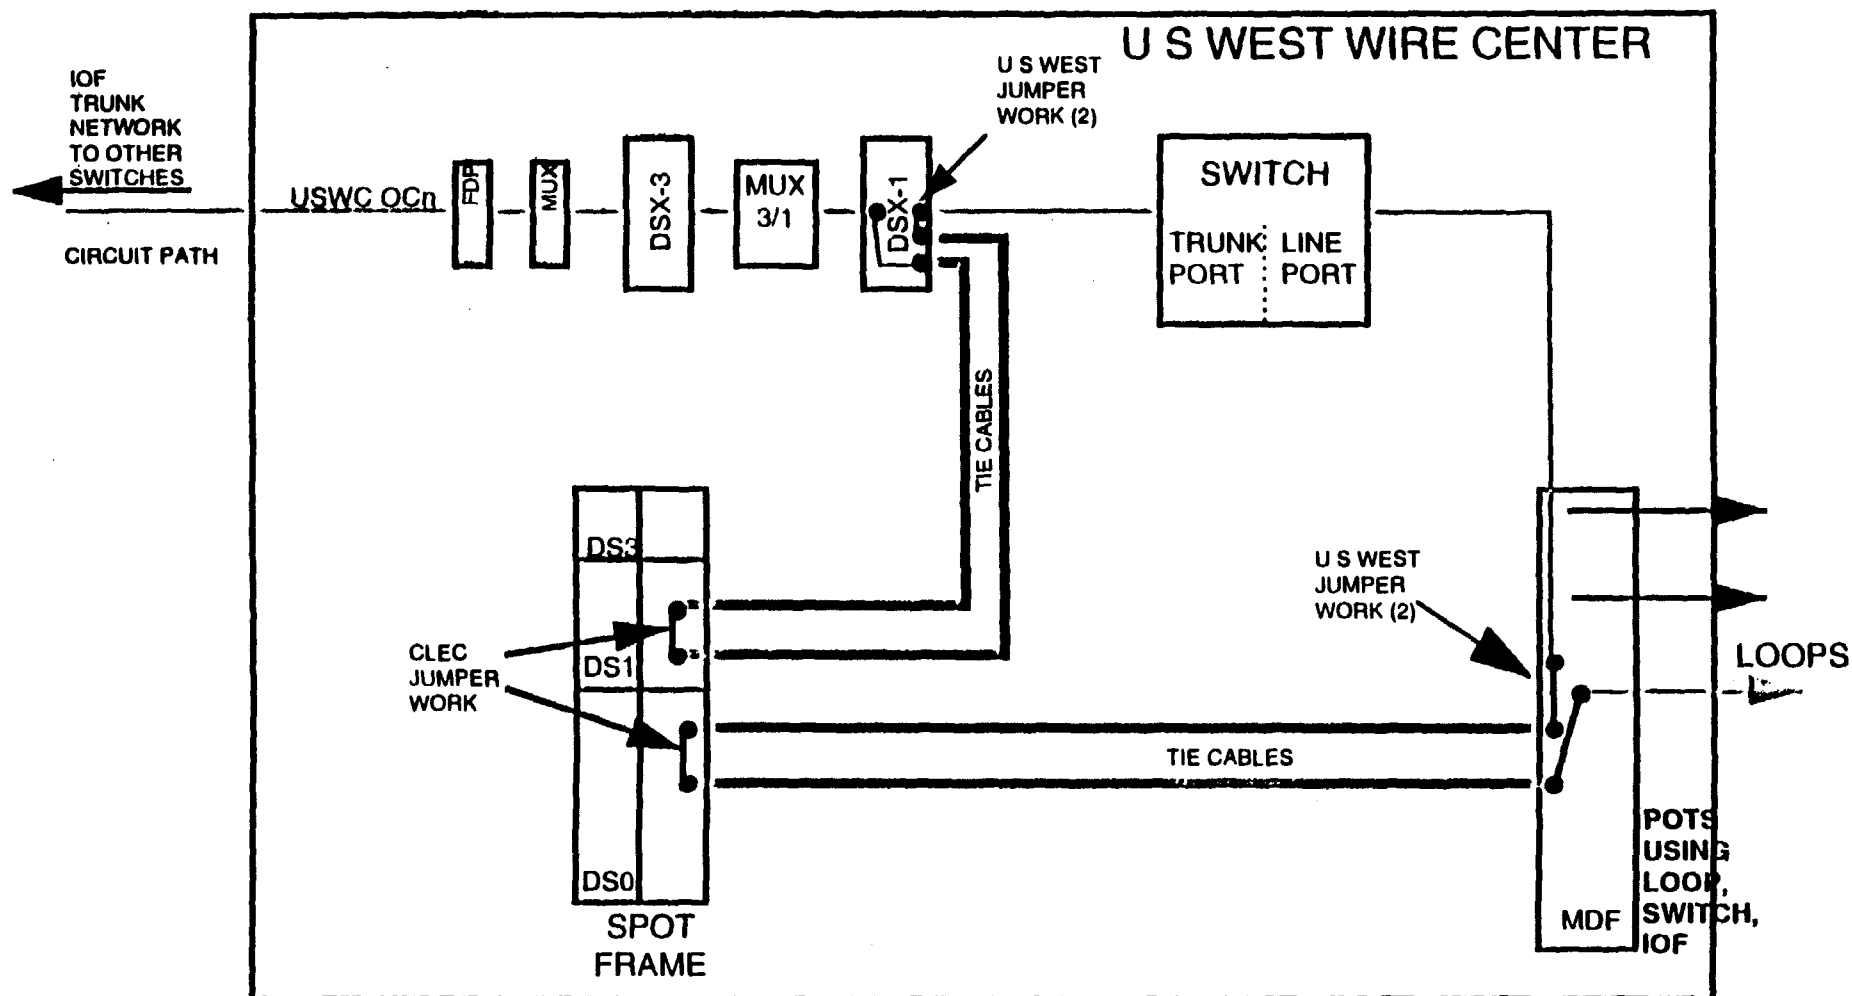 U S WEST WIRE CENTER
IOF
TRUNK
NETWORK
TO OTHER
SWITCHES
U S WEST
JUMPER
WORK (2)
USWC OCn
FDP
MUX
DSX-3
MUX
3/1
DSX-1
SWITCH
TRUNK
PORT
LINE
PORT
CIRCUIT PATH
TIE CABLES
DS3
U S WEST
JUMPER
WORK (2)
CLEC
JUMPER
WORK
DS1
LOOPS
TIE CABLES
DS0
SPOT
FRAME
MDF
POTS
USING
LOOP,
SWITCH,
IOF